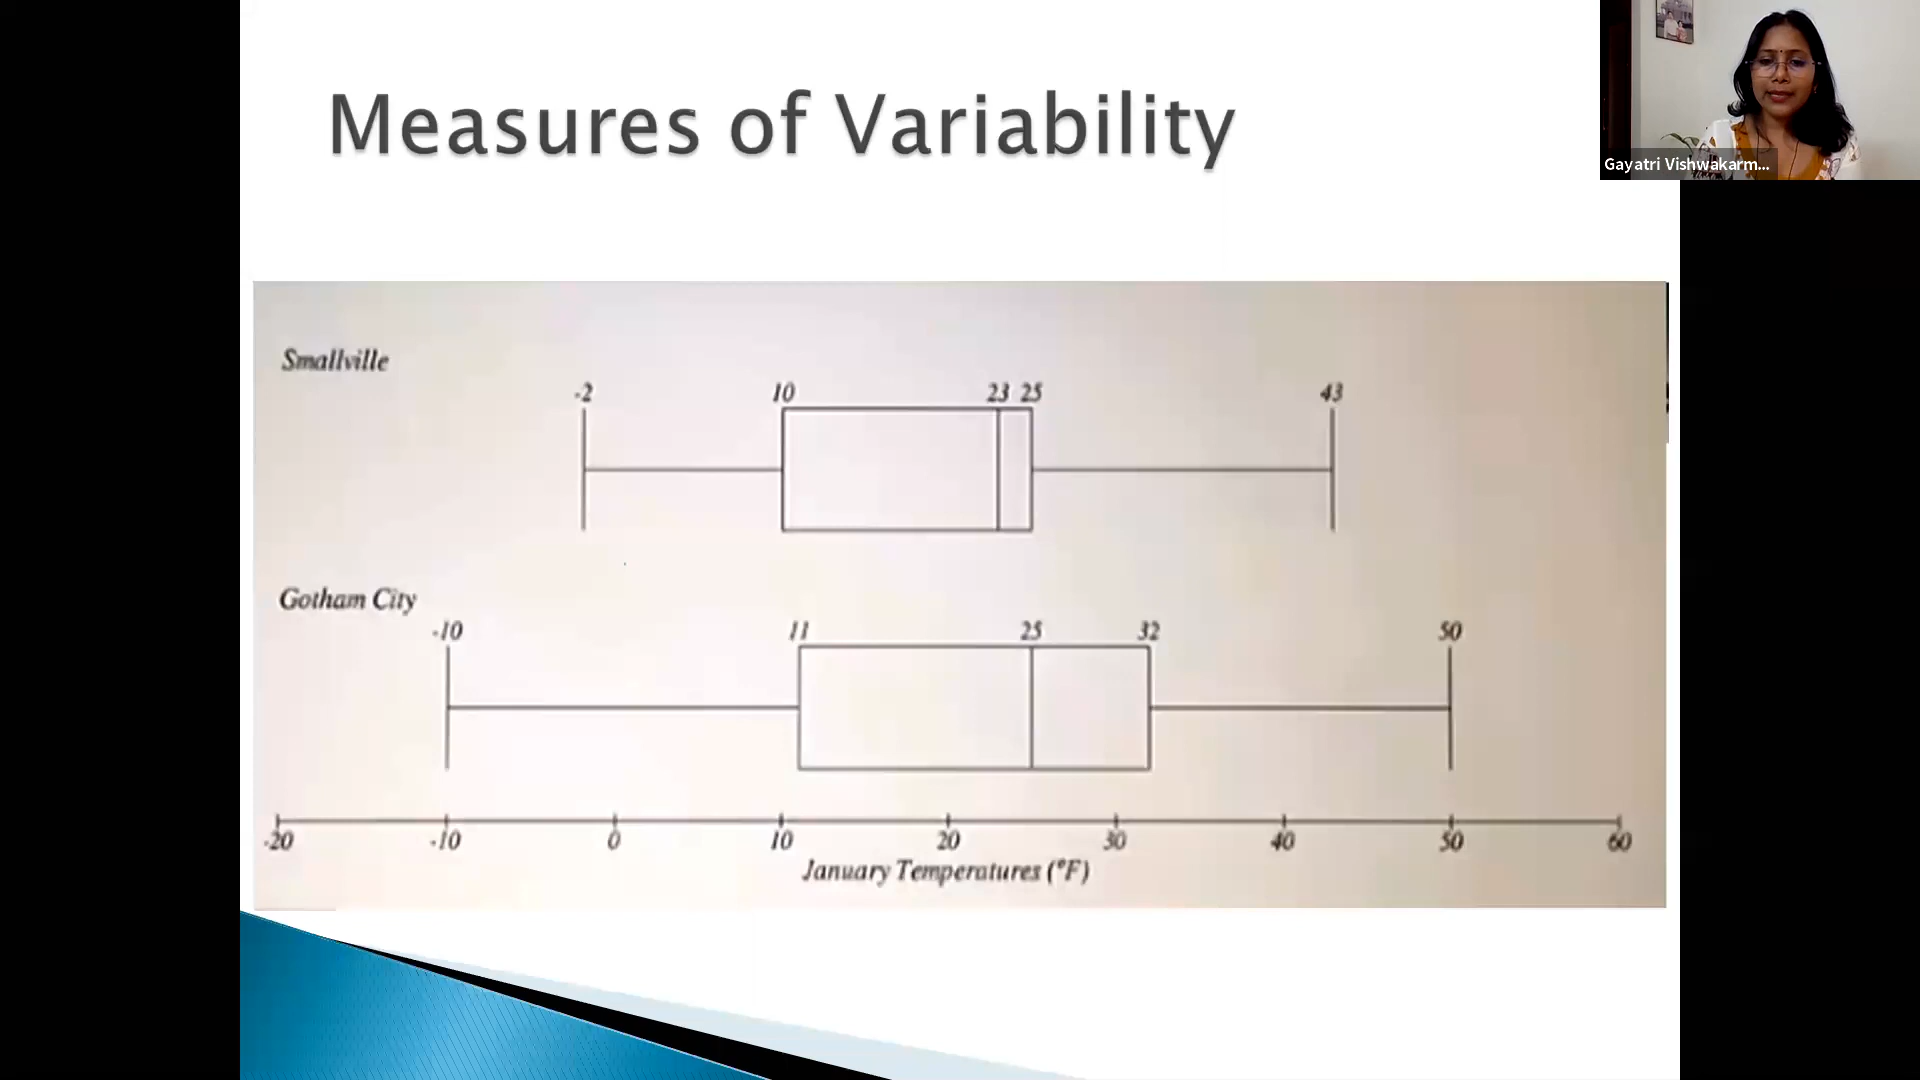 Measures of Variability
Gayatri Vishwakarm...
Smallville
-2 10 23 25 43
Gotham City
-10 11 25 32 50
-20 -10 0 10 20 30 40 50 60
January Temperatures (°F)